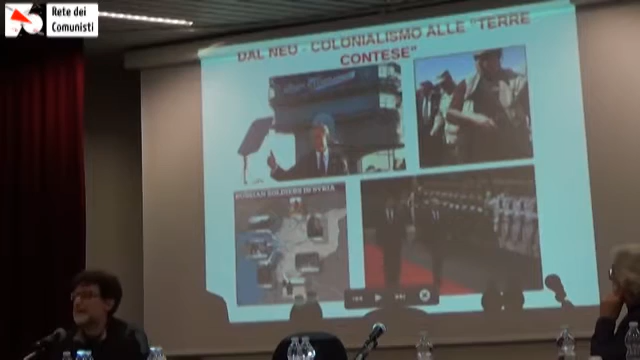 Rete dei
Comunisti
DAL NEO - COLONIALISMO ALLE "TERRE
CONTESE"
RUSSIAN SOLDIERS IN SYRIA